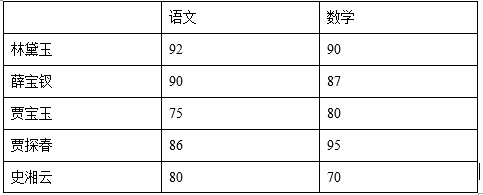 语文 数学
林黛玉 92 90
薛宝钗 90 87
贾宝玉 75 80
贾探春 86 95
史湘云 80 70